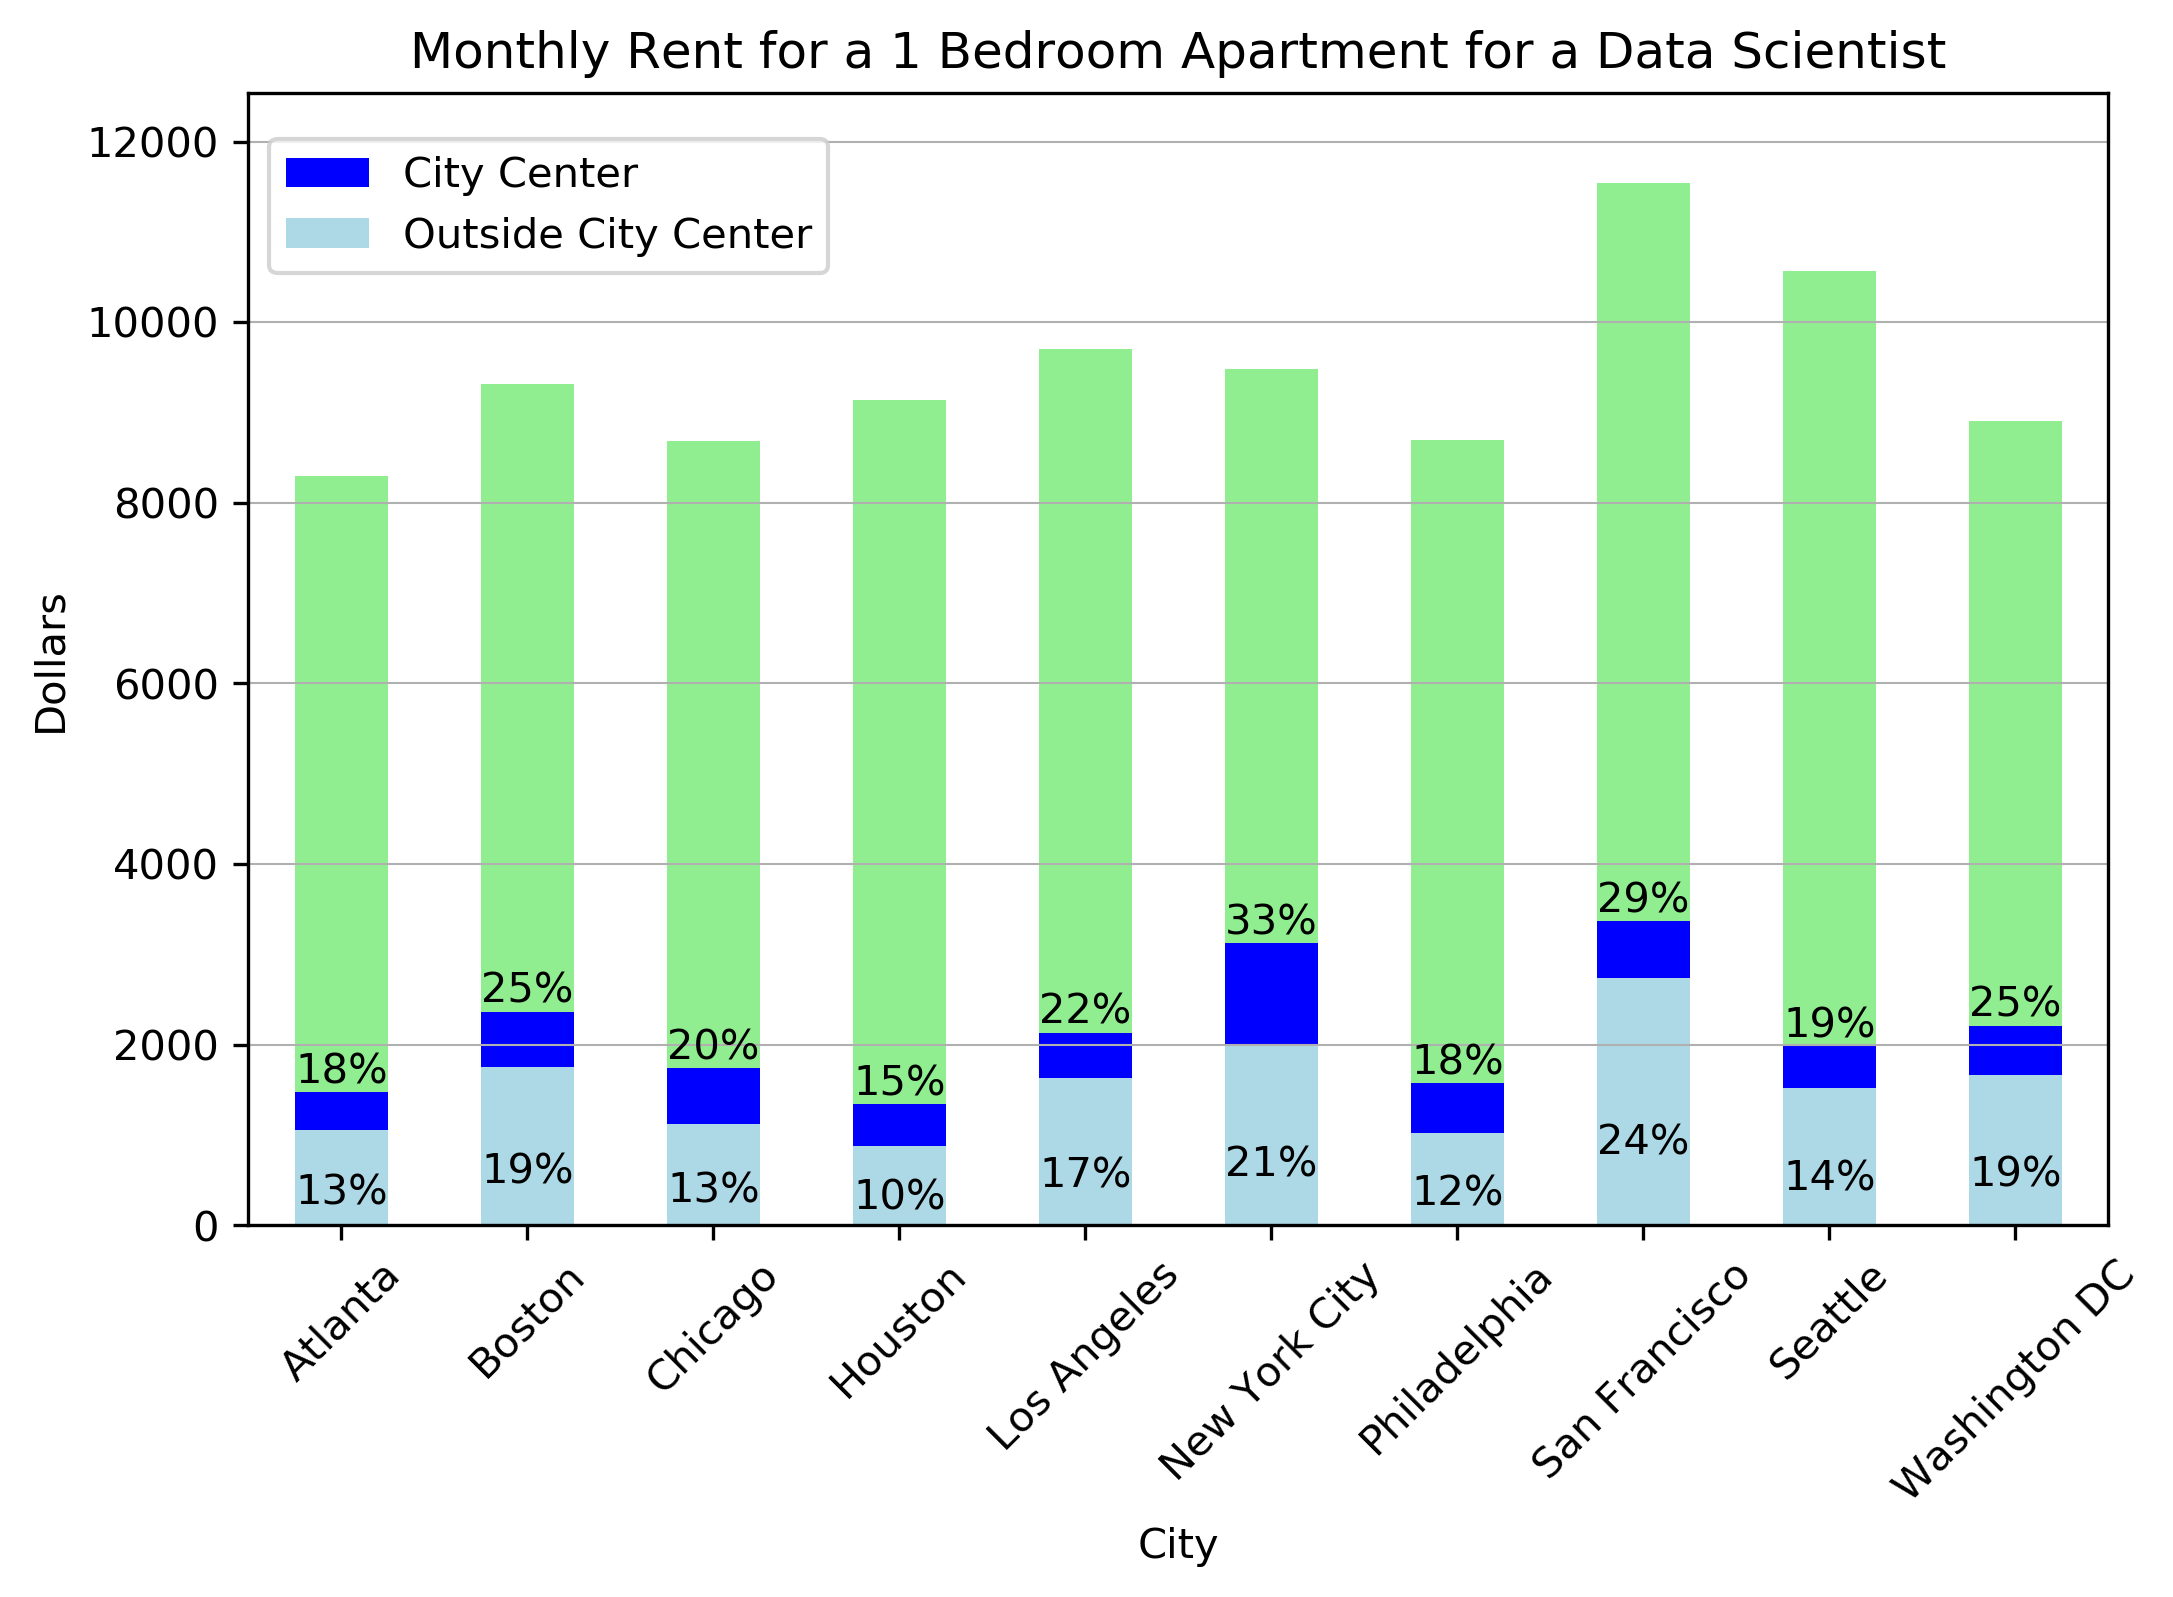 Monthly Rent for a 1 Bedroom Apartment for a Data Scientist
City Center
Outside City Center
Dollars
12000
10000
8000
6000
4000
2000
0
18%
25%
20%
15%
22%
33%
18%
29%
19%
25%
13%
19%
13%
10%
17%
21%
12%
24%
14%
19%
Atlanta
Boston
Chicago
Houston
Los Angeles
New York City
Philadelphia
San Francisco
Seattle
Washington DC
City